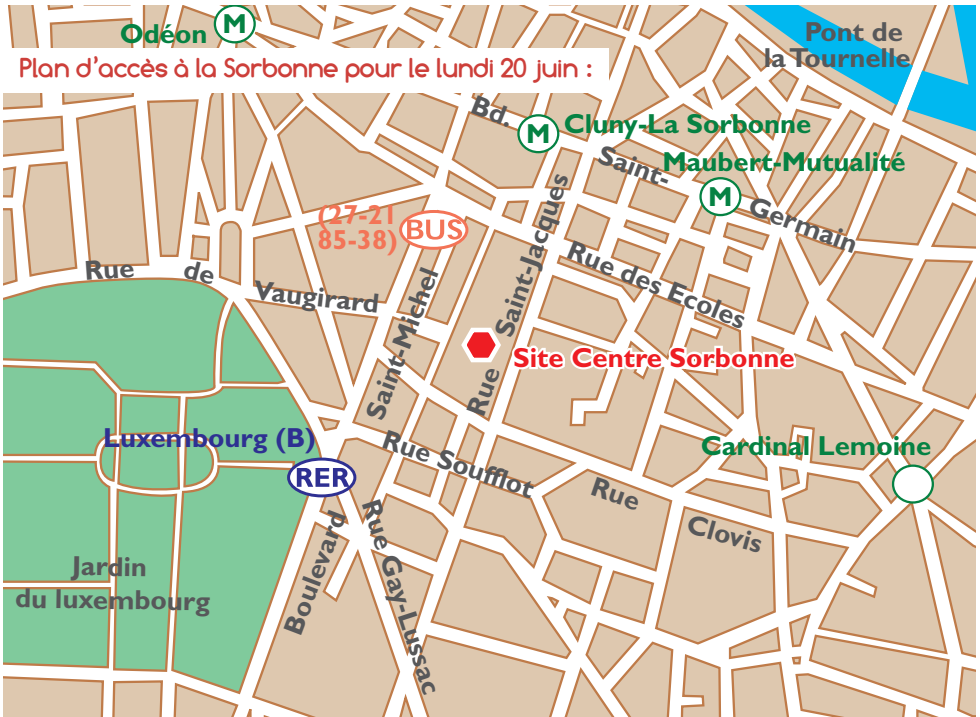 Odéon M
Pont de
la Tournelle
Plan d'accès à la Sorbonne pour le lundi 20 juin :
Bd. Saint-Germain
M Cluny-La Sorbonne
Maubert-Mutualité
M
(27-21
85-38)
BUS
Rue de Vaugirard
Rue des Ecoles
Boulevard Saint-Michel
Rue Saint-Jacques
Site Centre Sorbonne
Luxembourg (B)
RER
Rue Soufflot
Cardinal Lemoine
Rue Clovis
Rue Gay-Lussac
Jardin
du luxembourg